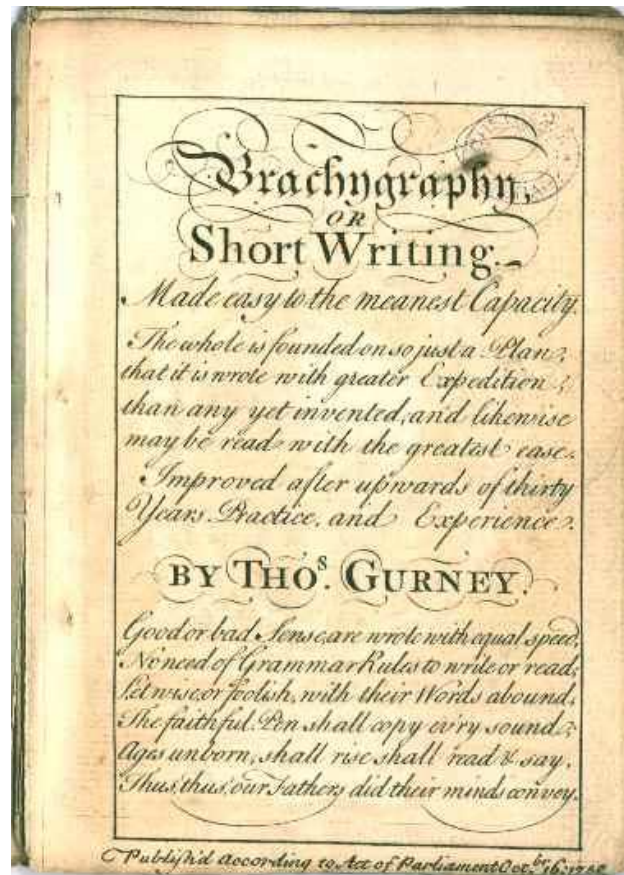 Brachygraphy,
OR
Short Writing.
Made easy to the meanest Capacity.
The whole is founded on so just a Plan,
that it is wrote with greater Expedition,
than any yet invented, and likewise
may be read with the greatest ease.
Improved after upwards of thirty
Years Practice, and Experience.
BY THOˢ. GURNEY.
Good or bad Sense, are wrote with equal speed,
No need of Grammar Rules to write or read;
Let wise, or foolish, with their Words abound,
The faithful Pen shall copy ev'ry sound;
Ages unborn, shall rise shall read & say,
Thus, thus, our Fathers did their minds convey.
Publish'd According to Act of Parliament Octᵇʳ 16,